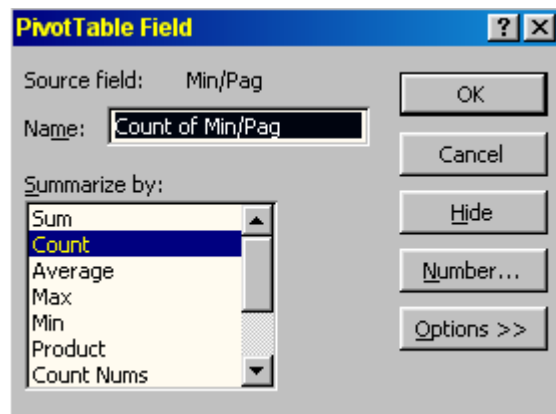 PivotTable Field
Source field: Min/Pag
OK
Name: Count of Min/Pag
Cancel
Summarize by:
Sum
Hide
Count
Average
Number...
Max
Min
Options >>
Product
Count Nums